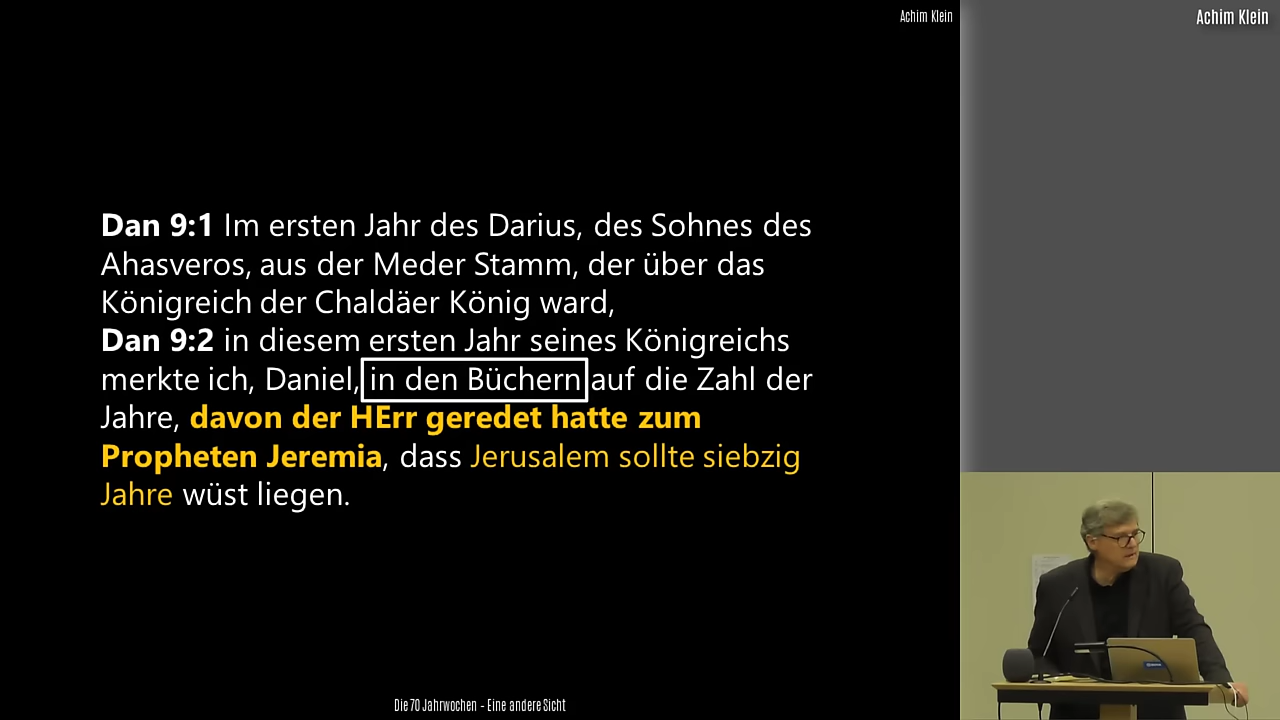 Achim Klein
Achim Klein
Dan 9:1 Im ersten Jahr des Darius, des Sohnes des
Ahasveros, aus der Meder Stamm, der über das
Königreich der Chaldäer König ward,
Dan 9:2 in diesem ersten Jahr seines Königreichs
merkte ich, Daniel, in den Büchern auf die Zahl der
Jahre, davon der HErr geredet hatte zum
Propheten Jeremia, dass Jerusalem sollte siebzig
Jahre wüst liegen.
Die 70 Jahrwochen - Eine andere Sicht